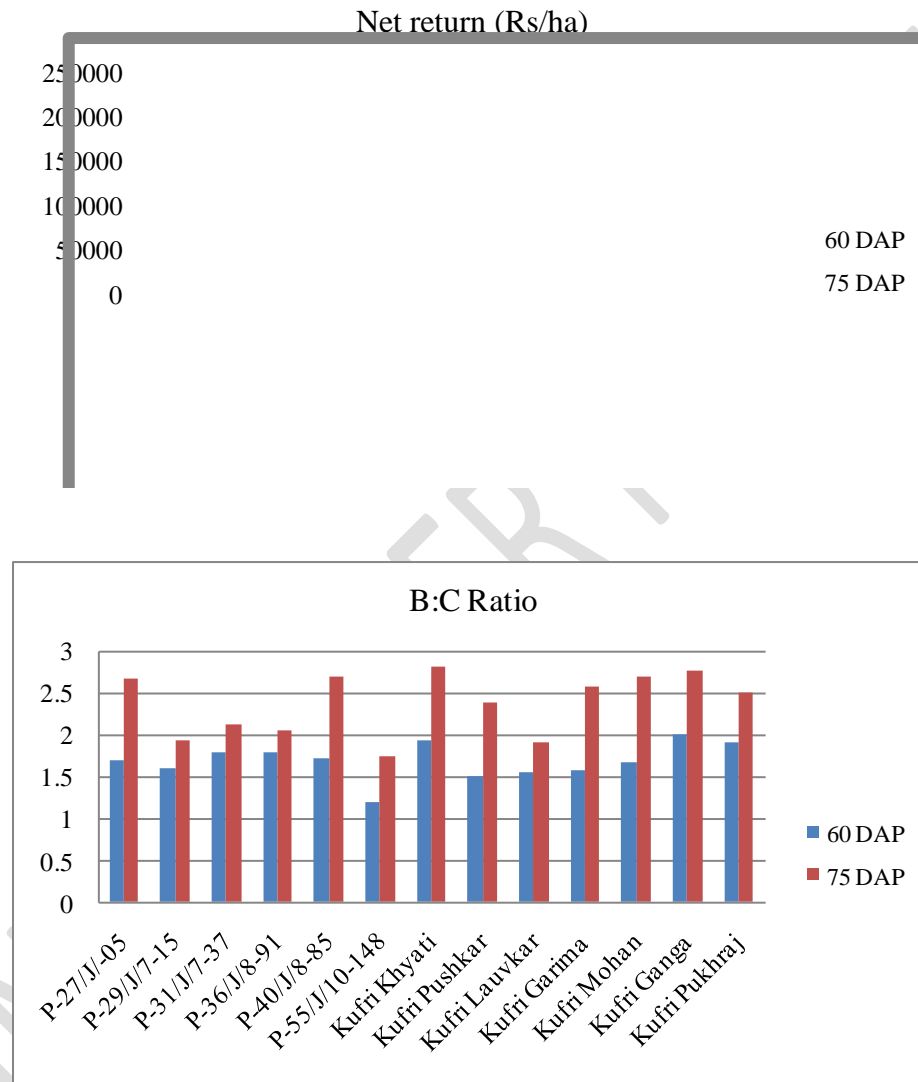 Net return (Rs/ha)
250000
200000
150000
100000
50000
0
60 DAP
75 DAP
B:C Ratio
3
2.5
2
1.5
1
0.5
0
60 DAP
75 DAP
P-27/J/-05
P-29/J/7-15
P-31/J/7-37
P-36/J/8-91
P-40/J/8-85
P-55/J/10-148
Kufri Khyati
Kufri Pushkar
Kufri Lauvkar
Kufri Garima
Kufri Mohan
Kufri Ganga
Kufri Pukhraj